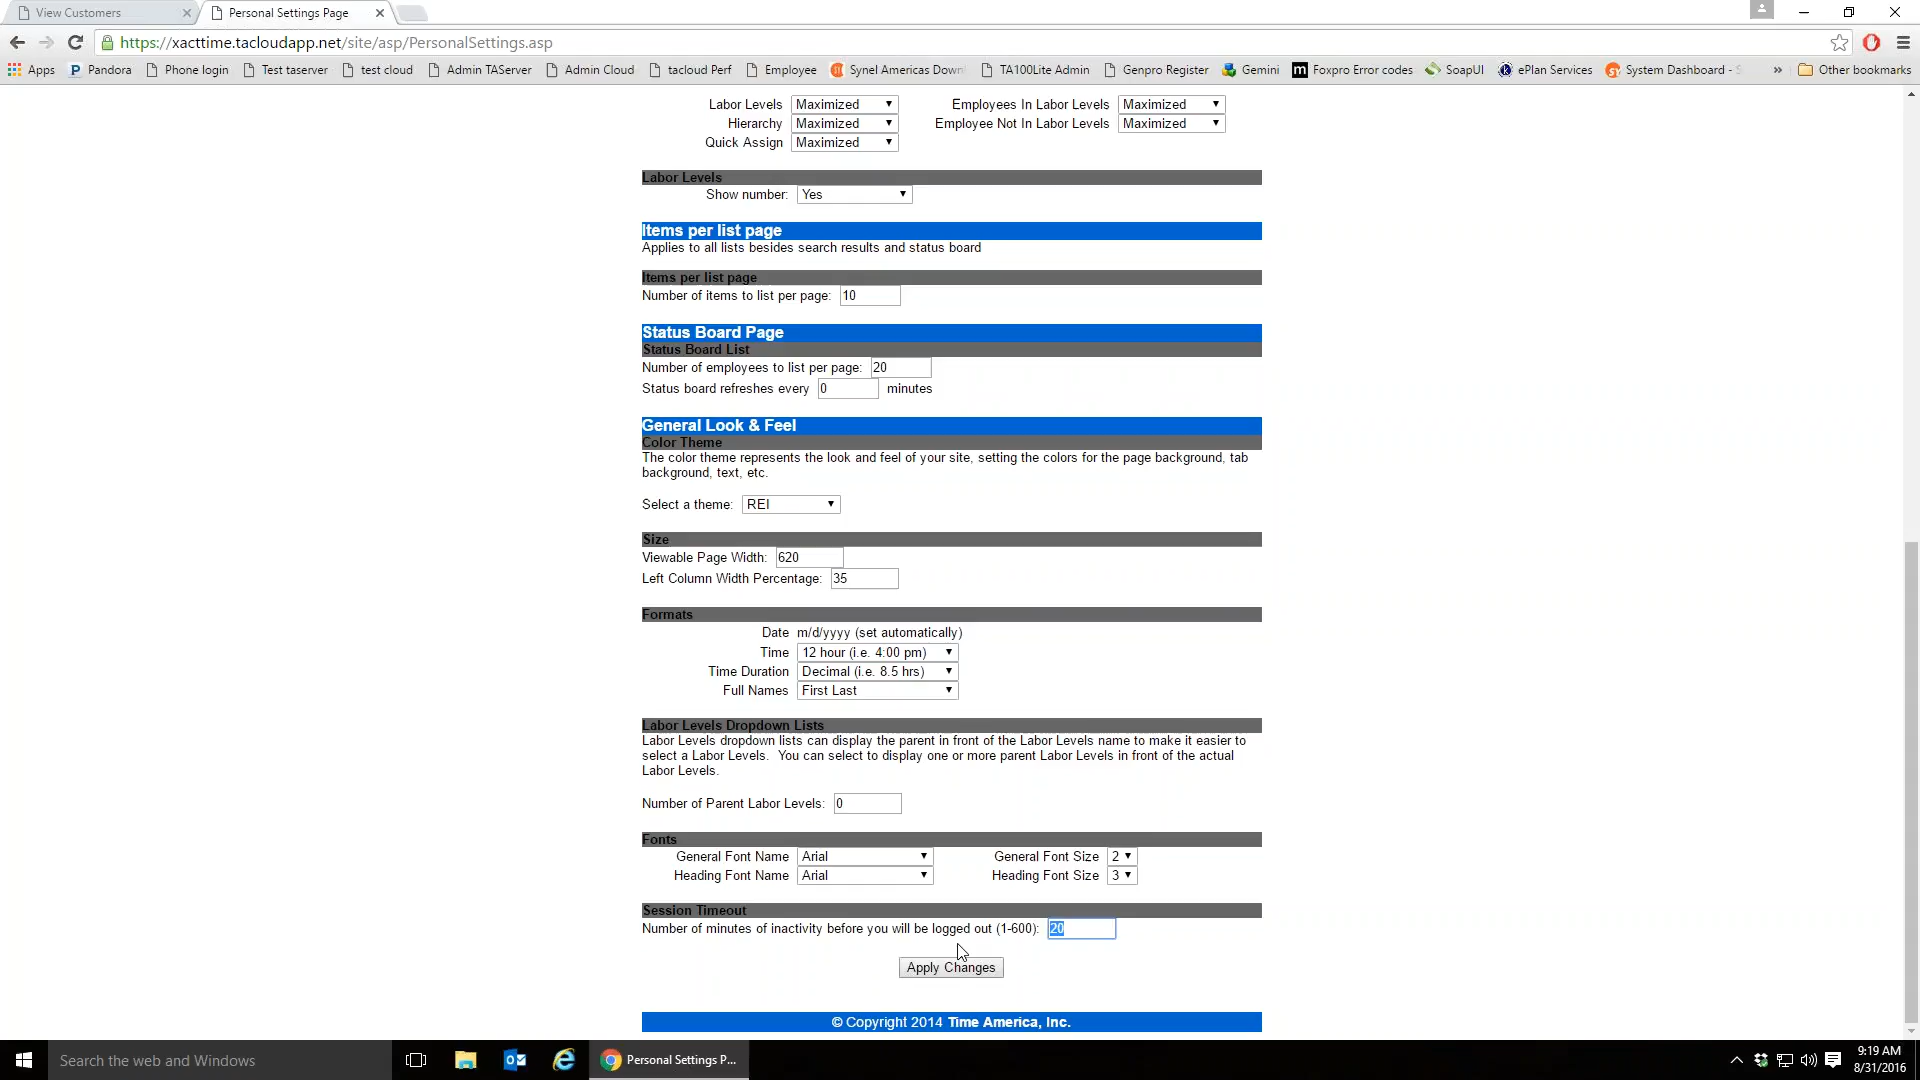 View Customers
Personal Settings Page
https://xacttime.tacloudapp.net/site/asp/PersonalSettings.asp
Apps
Pandora
Phone login
Test taserver
test cloud
Admin TAServer
Admin Cloud
tacloud Perf
Employee
Synel Americas Down
TA100Lite Admin
Genpro Register
Gemini
Foxpro Error codes
SoapUI
ePlan Services
System Dashboard -
Other bookmarks
Labor Levels Maximized Employees In Labor Levels Maximized
Hierarchy Maximized Employee Not In Labor Levels Maximized
Quick Assign Maximized
Labor Levels
Show number: Yes
Items per list page
Applies to all lists besides search results and status board
Items per list page
Number of items to list per page: 10
Status Board Page
Status Board List
Number of employees to list per page: 20
Status board refreshes every 0 minutes
General Look & Feel
Color Theme
The color theme represents the look and feel of your site, setting the colors for the page background, tab
background, text, etc.
Select a theme: REI
Size
Viewable Page Width: 620
Left Column Width Percentage: 35
Formats
Date m/d/yyyy (set automatically)
Time 12 hour (i.e. 4:00 pm)
Time Duration Decimal (i.e. 8.5 hrs)
Full Names First Last
Labor Levels Dropdown Lists
Labor Levels dropdown lists can display the parent in front of the Labor Levels name to make it easier to
select a Labor Levels. You can select to display one or more parent Labor Levels in front of the actual
Labor Levels.
Number of Parent Labor Levels: 0
Fonts
General Font Name Arial General Font Size 2
Heading Font Name Arial Heading Font Size 3
Session Timeout
Number of minutes of inactivity before you will be logged out (1-600): 20
Apply Changes
© Copyright 2014 Time America, Inc.
Search the web and Windows
Personal Settings P...
9:19 AM
8/31/2016